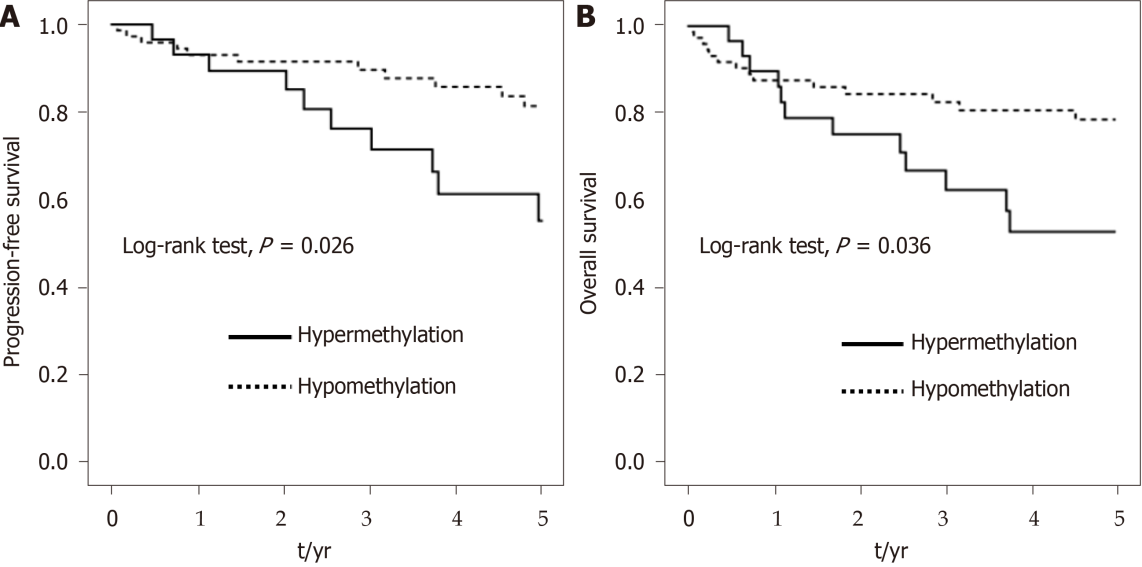 A
Progression-free survival
1.0
0.8
0.6
0.4
0.2
0.0
Log-rank test, P = 0.026
Hypermethylation
Hypomethylation
0 1 2 3 4 5
t/yr
B
Overall survival
1.0
0.8
0.6
0.4
0.2
0.0
Log-rank test, P = 0.036
Hypermethylation
Hypomethylation
0 1 2 3 4 5
t/yr